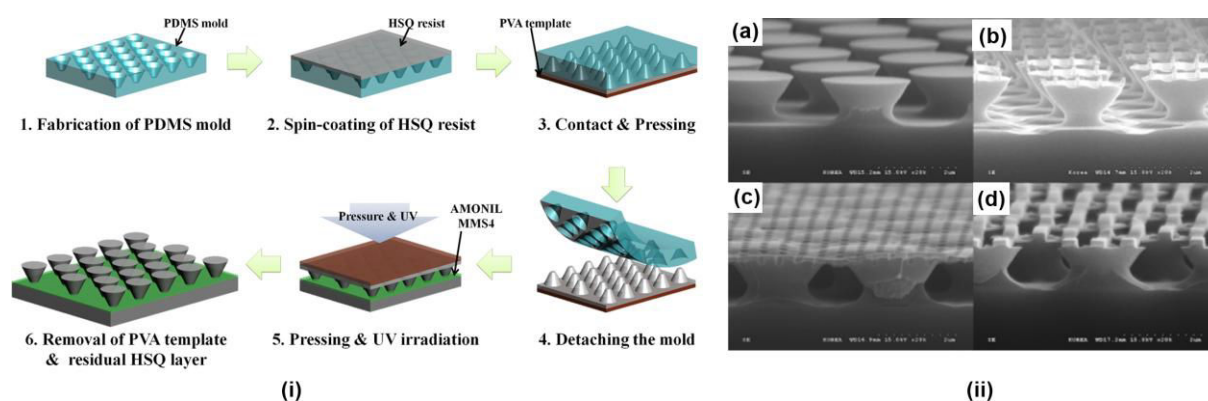 PDMS mold
HSQ resist
PVA template
1. Fabrication of PDMS mold
2. Spin-coating of HSQ resist
3. Contact & Pressing
Pressure & UV
AMONIL
MMS4
6. Removal of PVA template
& residual HSQ layer
5. Pressing & UV irradiation
4. Detaching the mold
(i)
(a)
(b)
(c)
(d)
(ii)